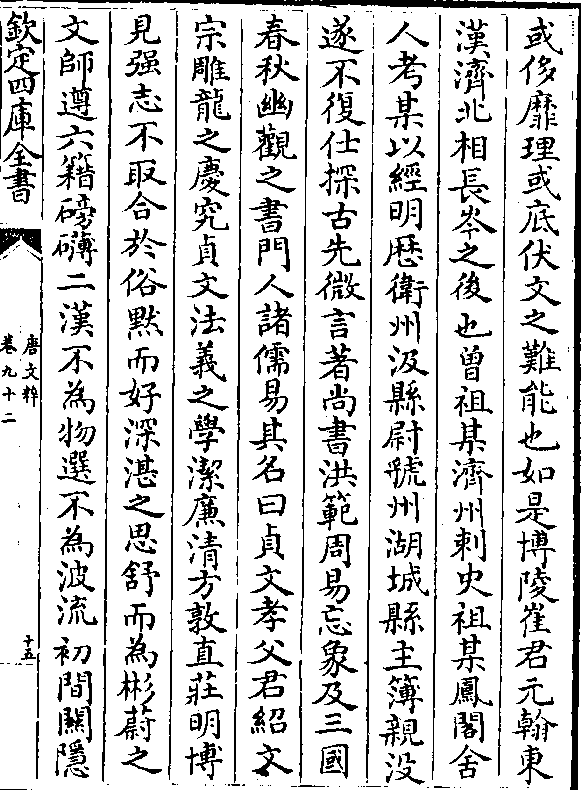 或侈靡理或底伏文之難能也如是博陵崔君元翰東
漢濟北相長岑之後也曾祖某濟州刺史祖某鳳閣舍
人考某以經明歴衛州汲縣尉虢州湖城縣主簿親没
遂不復仕探古先微言著尚書洪範周易忘象及三國
春秋幽觀之書門人諸儒易其名曰貞文孝父君紹文
宗雕龍之慶究貞文法義之學潔廉清方敦直莊明博
見强志不取合於俗黙而好深湛之思舒而為彬蔚之
文師遵六籍磅礴二漢不為物選不為波流初間關隱
欽定四庫全書
唐文粹
卷九十二
十五